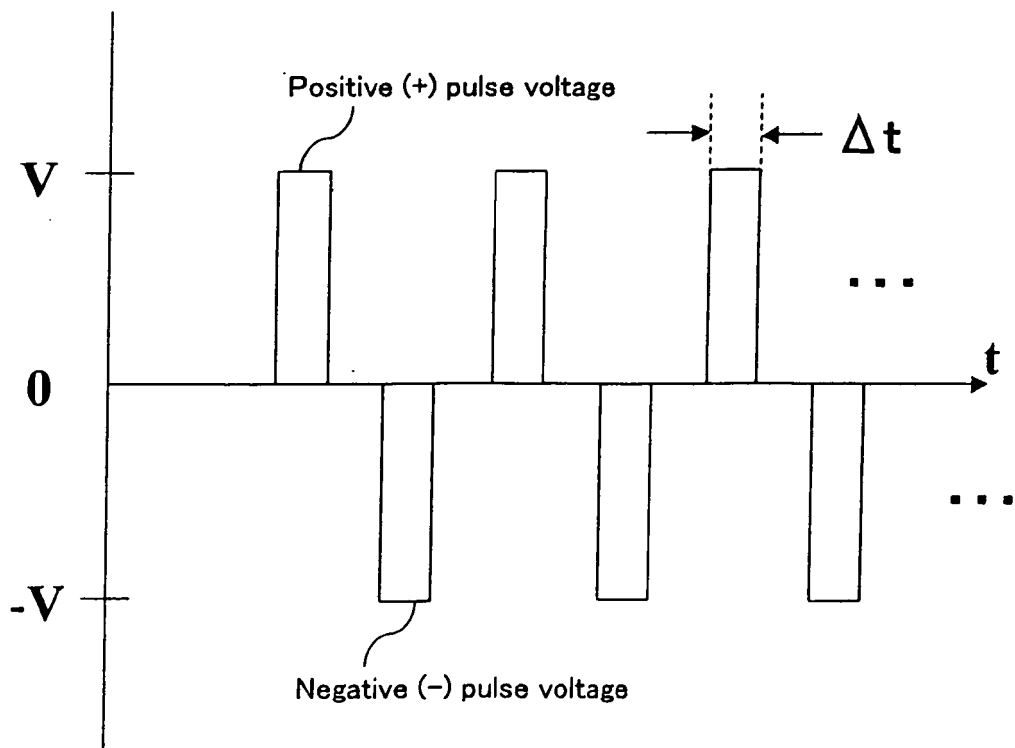 Positive (+) pulse voltage
Δt
V
...
t
0
...
-V
Negative (-) pulse voltage